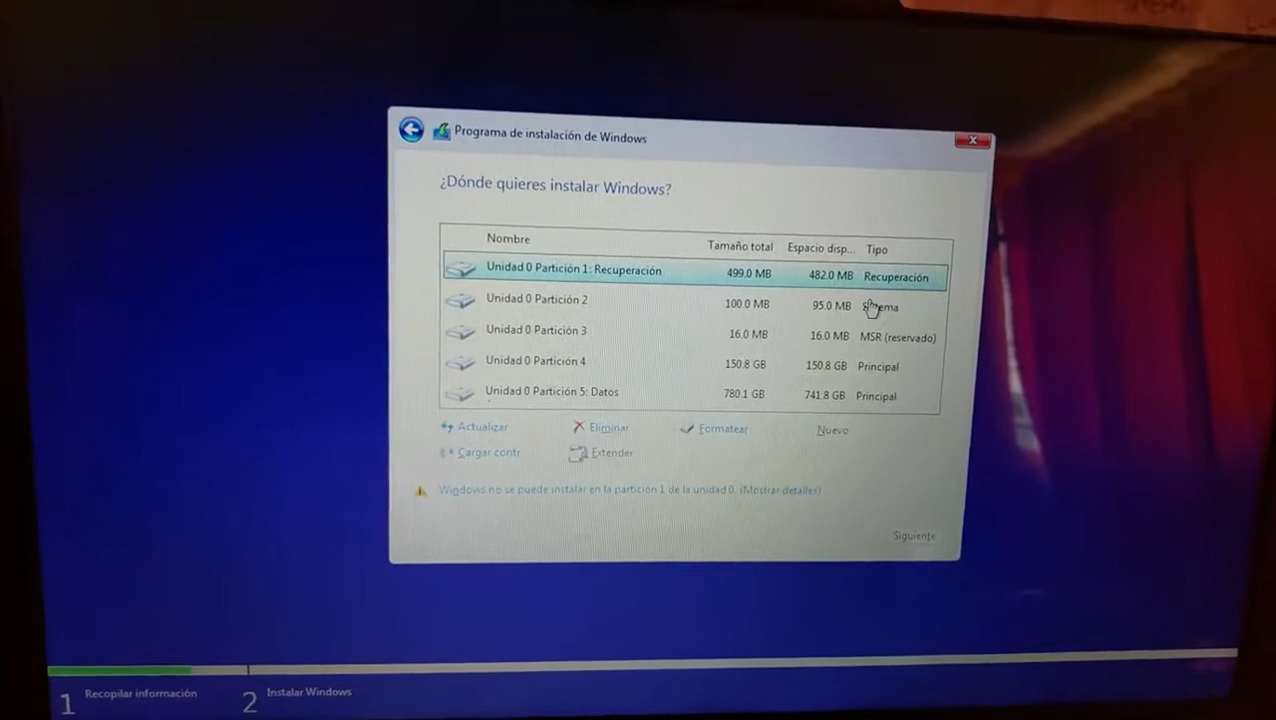 Programa de instalación de Windows
¿Dónde quieres instalar Windows?
Nombre Tamaño total Espacio disp... Tipo
Unidad 0 Partición 1: Recuperación 499.0 MB 482.0 MB Recuperación
Unidad 0 Partición 2 100.0 MB 95.0 MB
Unidad 0 Partición 3 16.0 MB 16.0 MB MSR (reservado)
Unidad 0 Partición 4 150.8 GB 150.8 GB Principal
Unidad 0 Partición 5: Datos 780.1 GB 741.8 GB Principal
Actualizar Eliminar Formatear Nuevo
Cargar contr Extender
Windows no se puede instalar en la partición 1 de la unidad 0. (Mostrar detalles)
Siguiente
1 Recopilar información 2 Instalar Windows